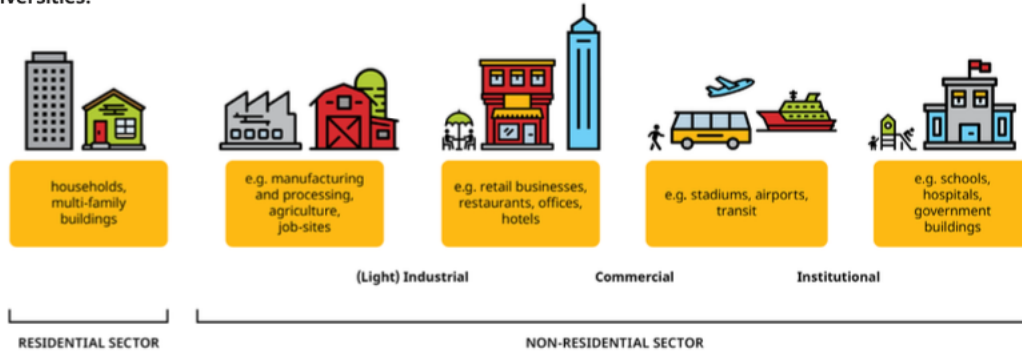 households,
multi-family
buildings
e.g. manufacturing
and processing,
agriculture,
job-sites
e.g. retail businesses,
restaurants, offices,
hotels
e.g. stadiums, airports,
transit
e.g. schools,
hospitals,
government
buildings
(Light) Industrial
Commercial
Institutional
RESIDENTIAL SECTOR
NON-RESIDENTIAL SECTOR